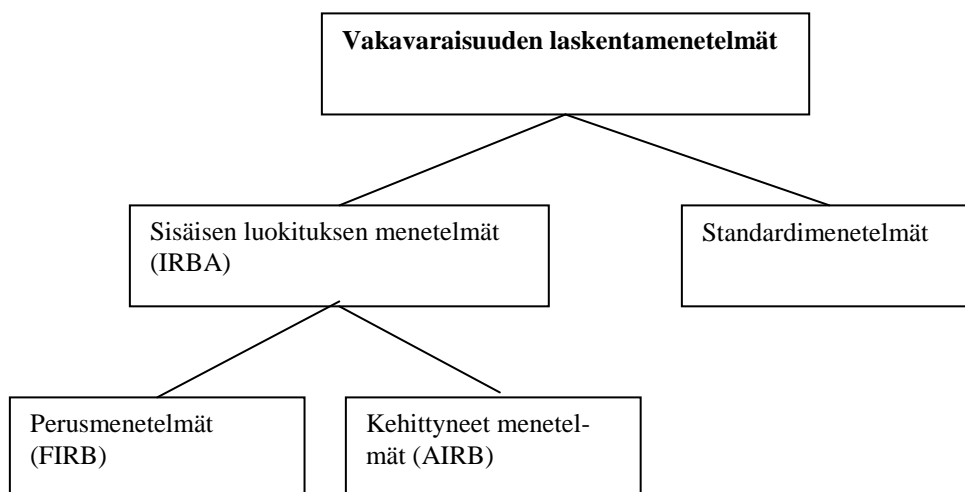 Vakavaraisuuden laskentamenetelmät
Sisäisen luokituksen menetelmät
(IRBA)
Standardimenetelmät
Perusmenetelmät
(FIRB)
Kehittyneet menetel-
mät (AIRB)